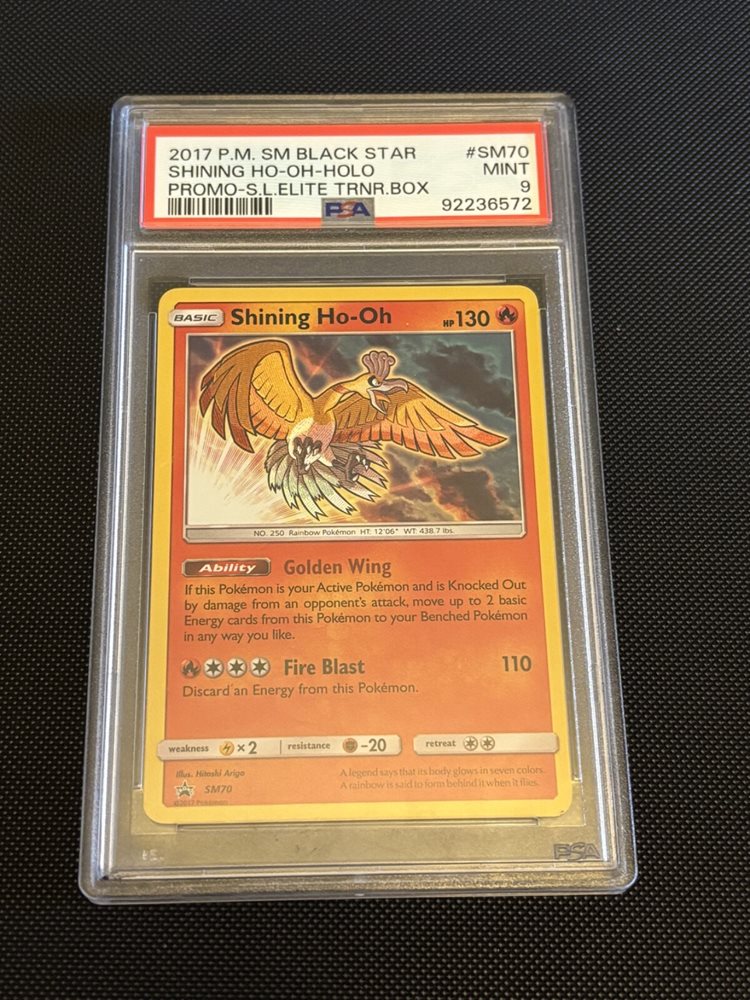 2017 P.M. SM BLACK STAR #SM70
SHINING HO-OH-HOLO MINT
PROMO-S.L.ELITE TRNR.BOX 9
PSA 92236572
BASIC Shining Ho-Oh HP 130
NO. 250 Rainbow Pokémon HT: 12'06" WT: 438.7 lbs.
Ability Golden Wing
If this Pokémon is your Active Pokémon and is Knocked Out
by damage from an opponent's attack, move up to 2 basic
Energy cards from this Pokémon to your Benched Pokémon
in any way you like.
Fire Blast 110
Discard an Energy from this Pokémon.
weakness ×2 resistance -20 retreat
Illus. Hitoshi Ariga A legend says that its body glows in seven colors.
SM70 A rainbow is said to form behind it when it flies.
©2017 Pokémon
PSA